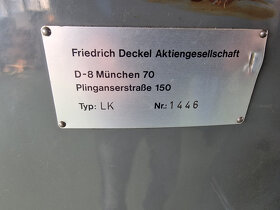 Friedrich Deckel Aktiengesellschaft
D-8 München 70
Plinganserstraße 150
Typ: LK Nr.: 1446